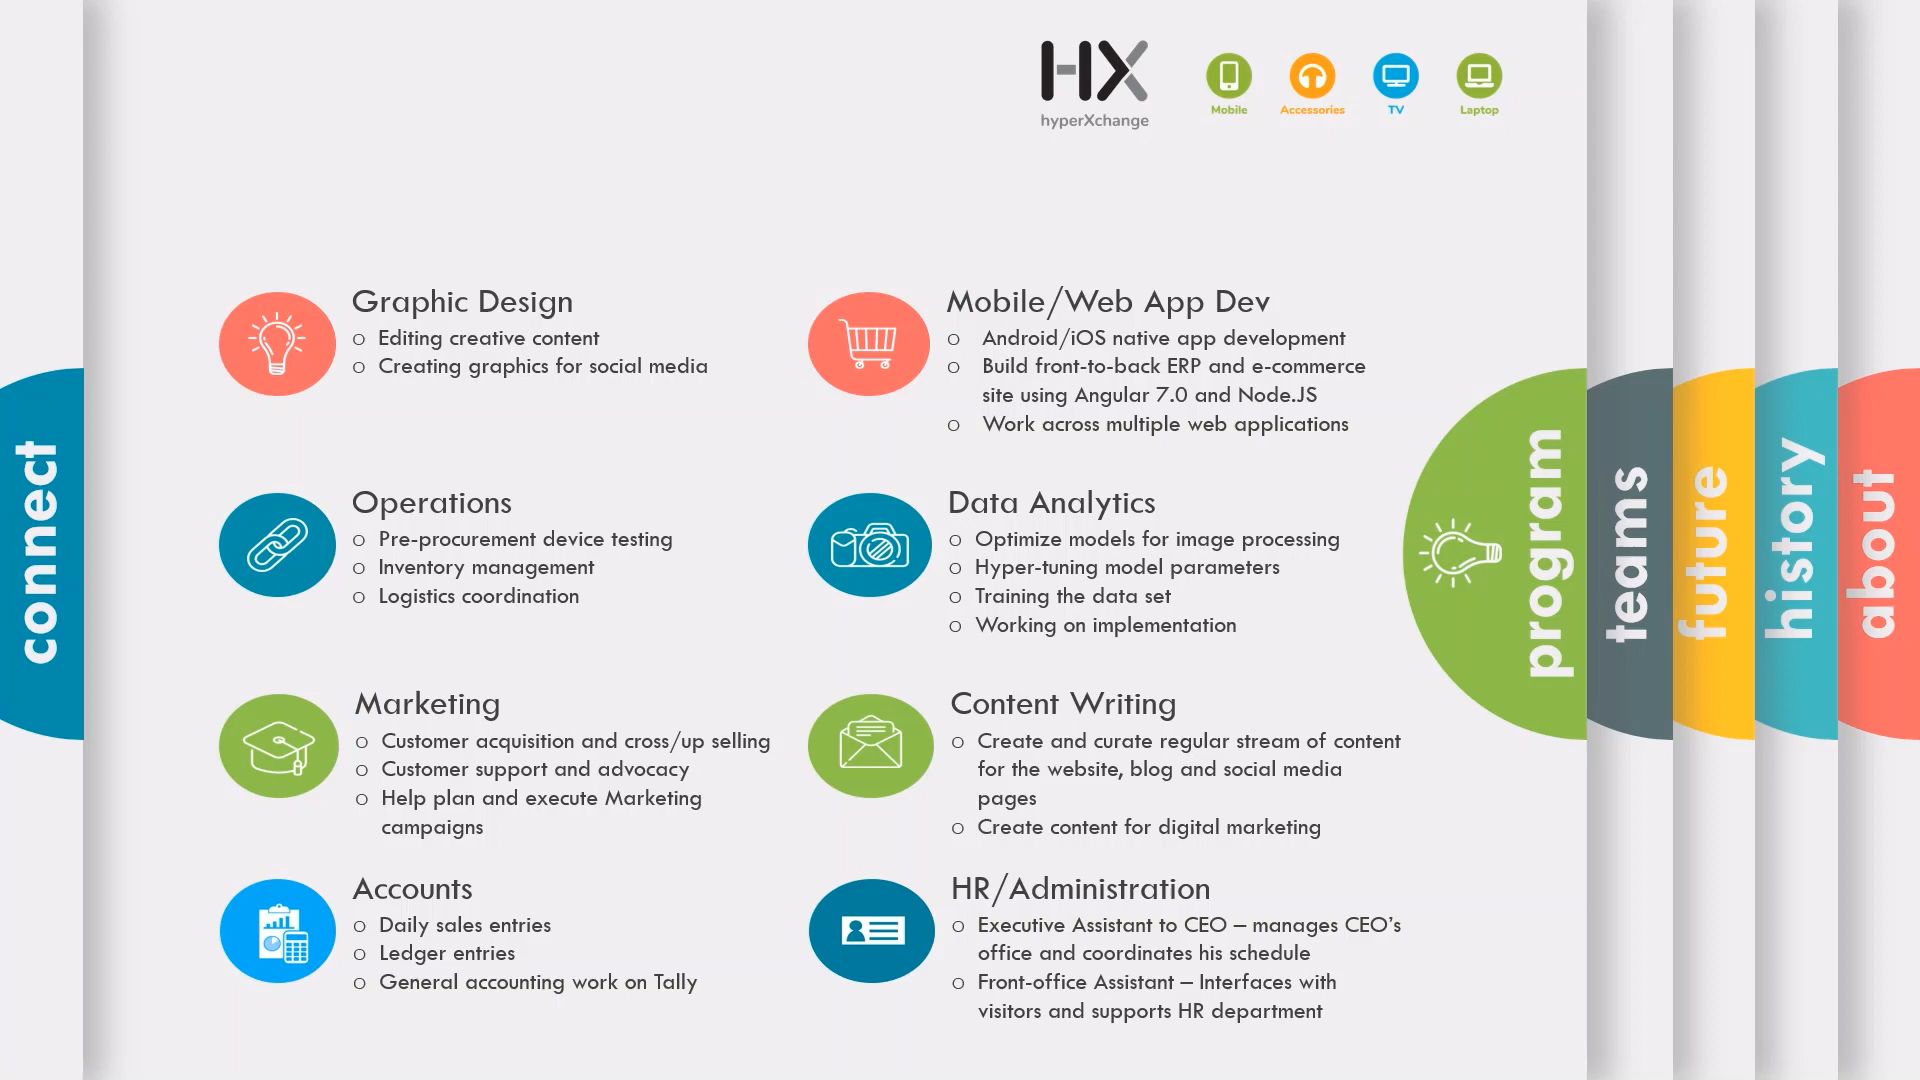 HX
hyperXchange
Mobile
Accessories
TV
Laptop
connect
Graphic Design
o Editing creative content
o Creating graphics for social media
Mobile/Web App Dev
o Android/iOS native app development
o Build front-to-back ERP and e-commerce
site using Angular 7.0 and Node.JS
o Work across multiple web applications
Operations
o Pre-procurement device testing
o Inventory management
o Logistics coordination
Data Analytics
o Optimize models for image processing
o Hyper-tuning model parameters
o Training the data set
o Working on implementation
Marketing
o Customer acquisition and cross/up selling
o Customer support and advocacy
o Help plan and execute Marketing
campaigns
Content Writing
o Create and curate regular stream of content
for the website, blog and social media
pages
o Create content for digital marketing
Accounts
o Daily sales entries
o Ledger entries
o General accounting work on Tally
HR/Administration
o Executive Assistant to CEO – manages CEO's
office and coordinates his schedule
o Front-office Assistant – Interfaces with
visitors and supports HR department
program
teams
future
history
about